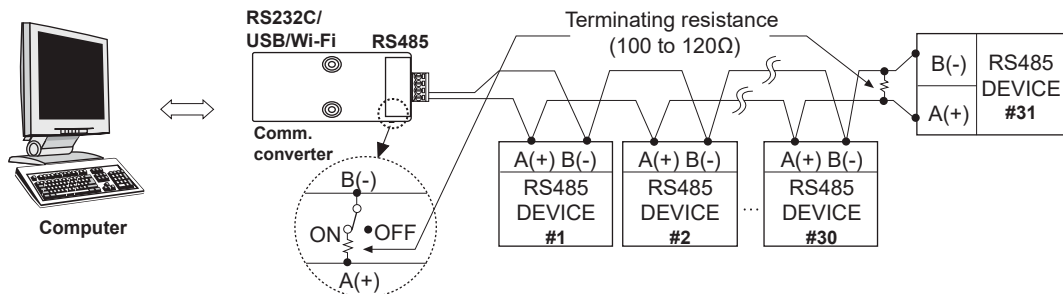 RS232C/
USB/Wi-Fi
RS485
Terminating resistance
(100 to 120Ω)
B(-)
A(+)
RS485
DEVICE
#31
Comm.
converter
Computer
B(-)
ON
OFF
A(+)
A(+) B(-)
RS485
DEVICE
#1
A(+) B(-)
RS485
DEVICE
#2
...
A(+) B(-)
RS485
DEVICE
#30